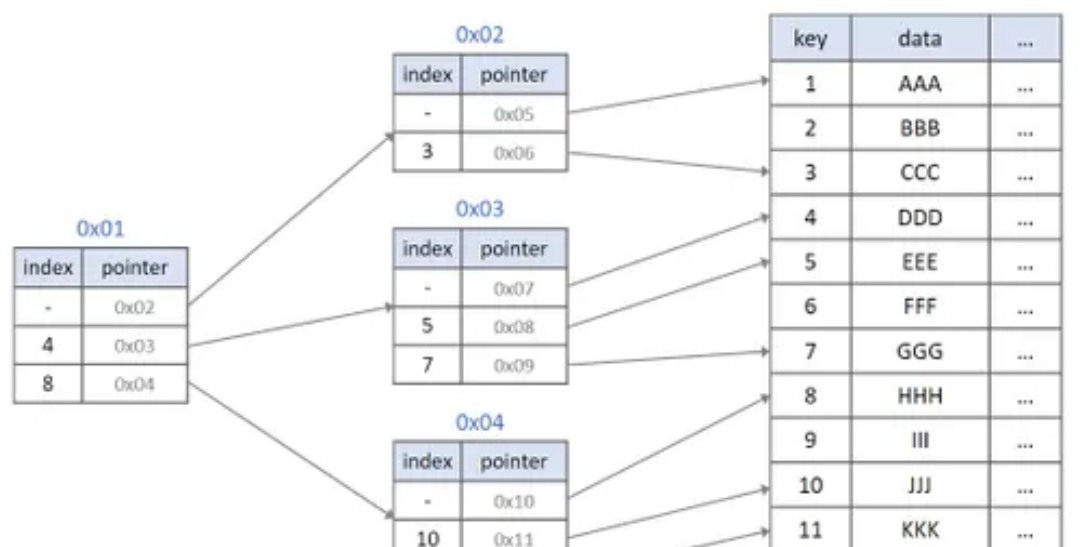 0x01
index pointer
- 0x02
4 0x03
8 0x04
0x02
index pointer
- 0x05
3 0x06
0x03
index pointer
- 0x07
5 0x08
7 0x09
0x04
index pointer
- 0x10
10 0x11
key data ...
1 AAA ...
2 BBB ...
3 CCC ...
4 DDD ...
5 EEE ...
6 FFF ...
7 GGG ...
8 HHH ...
9 III ...
10 JJJ ...
11 KKK ...